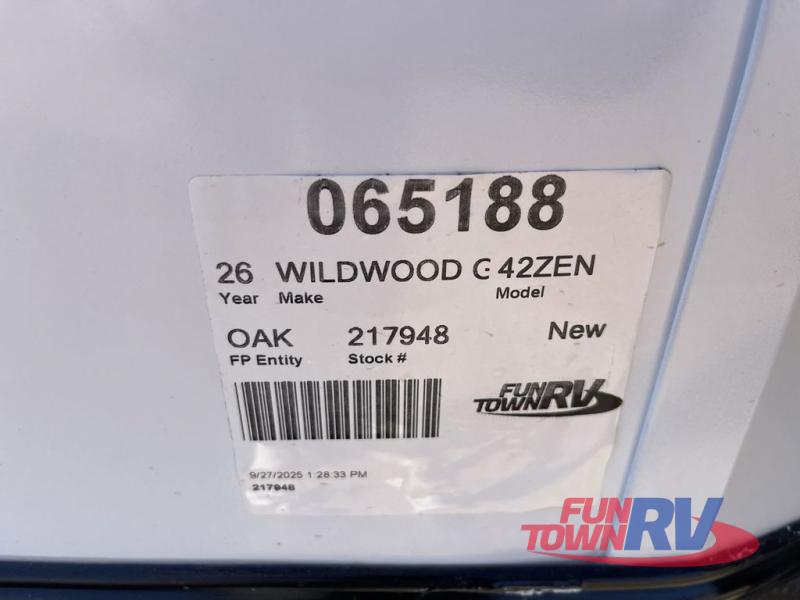 065188
26 WILDWOOD G 42ZEN
Year Make Model
OAK 217948 New
FP Entity Stock #
FUN
TOWN RV
9/27/2025 1:28:33 PM
217948
FUN
TOWN RV